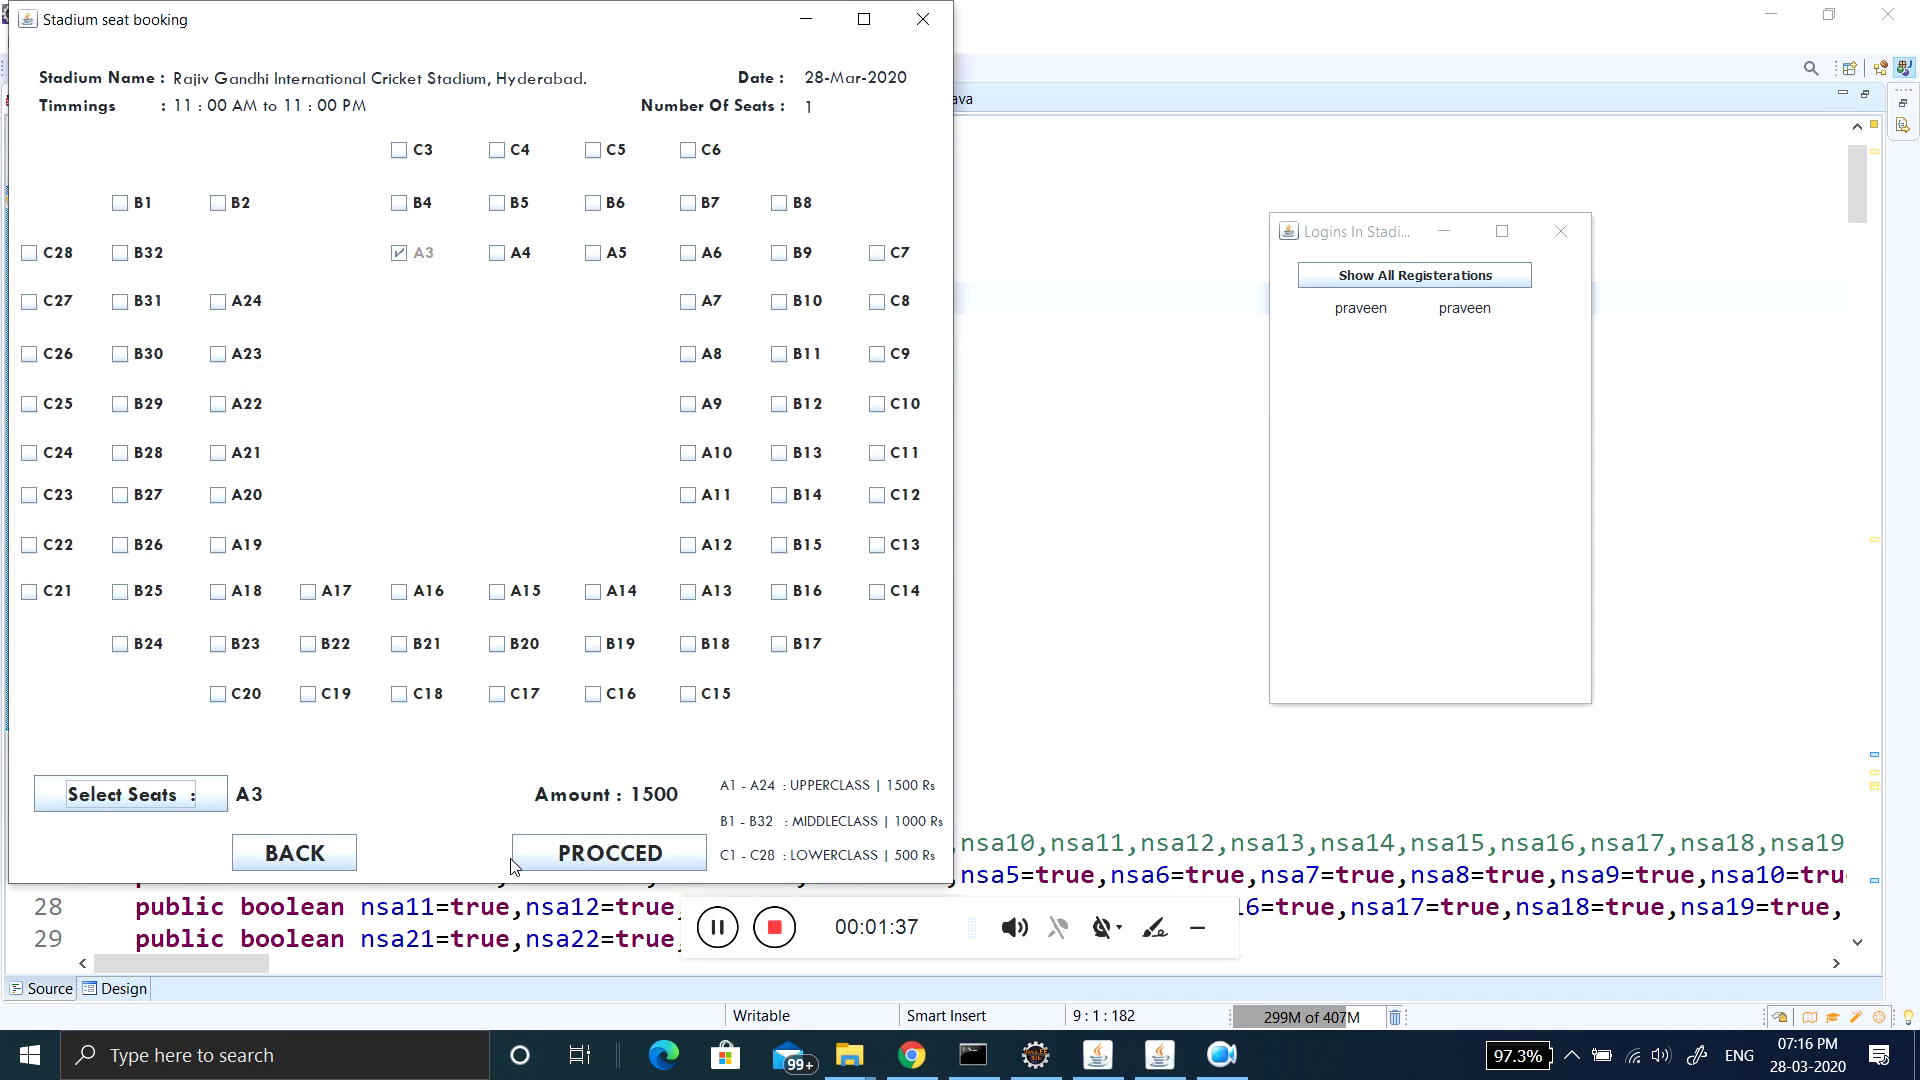 Stadium seat booking
Stadium Name : Rajiv Gandhi International Cricket Stadium, Hyderabad. Date : 28-Mar-2020
Timmings : 11 : 00 AM to 11 : 00 PM Number Of Seats : 1
C3 C4 C5 C6
B1 B2 B4 B5 B6 B7 B8
C28 B32 A3 A4 A5 A6 B9 C7
C27 B31 A24 A7 B10 C8
C26 B30 A23 A8 B11 C9
C25 B29 A22 A9 B12 C10
C24 B28 A21 A10 B13 C11
C23 B27 A20 A11 B14 C12
C22 B26 A19 A12 B15 C13
C21 B25 A18 A17 A16 A15 A14 A13 B16 C14
B24 B23 B22 B21 B20 B19 B18 B17
C20 C19 C18 C17 C16 C15
Select Seats : A3 Amount : 1500
A1 - A24 : UPPERCLASS | 1500 Rs
B1 - B32 : MIDDLECLASS | 1000 Rs
C1 - C28 : LOWERCLASS | 500 Rs
BACK PROCCED
ava
Logins In Stadi...
Show All Registerations
praveen praveen
,nsa10,nsa11,nsa12,nsa13,nsa14,nsa15,nsa16,nsa17,nsa18,nsa19
,nsa5=true,nsa6=true,nsa7=true,nsa8=true,nsa9=true,nsa10=tru
28 public boolean nsa11=true,nsa12=true, 16=true,nsa17=true,nsa18=true,nsa19=true,
29 public boolean nsa21=true,nsa22=true,
00:01:37
Source Design
Writable Smart Insert 9 : 1 : 182 299M of 407M
Type here to search
99+
97.3%
ENG
07:16 PM
28-03-2020